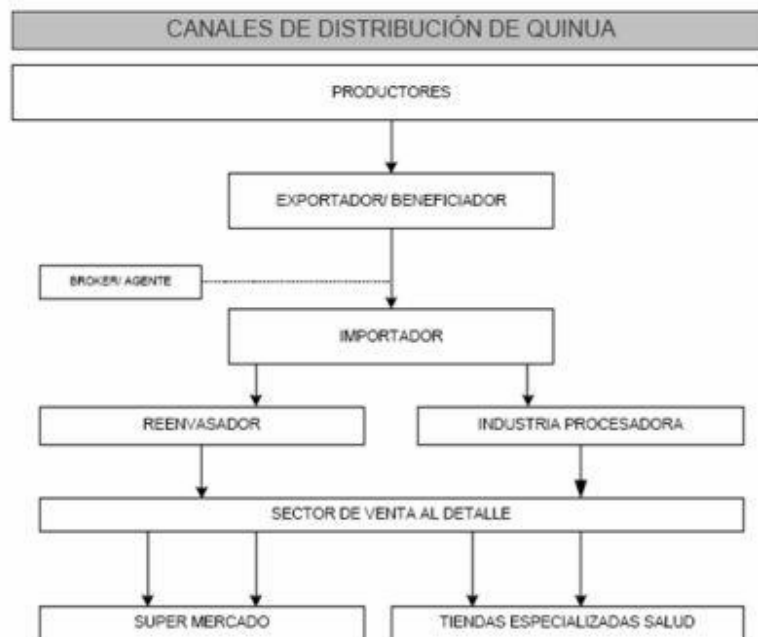 CANALES DE DISTRIBUCIÓN DE QUINUA
PRODUCTORES
EXPORTADOR/ BENEFICIADOR
BROKER/ AGENTE
IMPORTADOR
REENVASADOR
INDUSTRIA PROCESADORA
SECTOR DE VENTA AL DETALLE
SUPER MERCADO
TIENDAS ESPECIALIZADAS SALUD